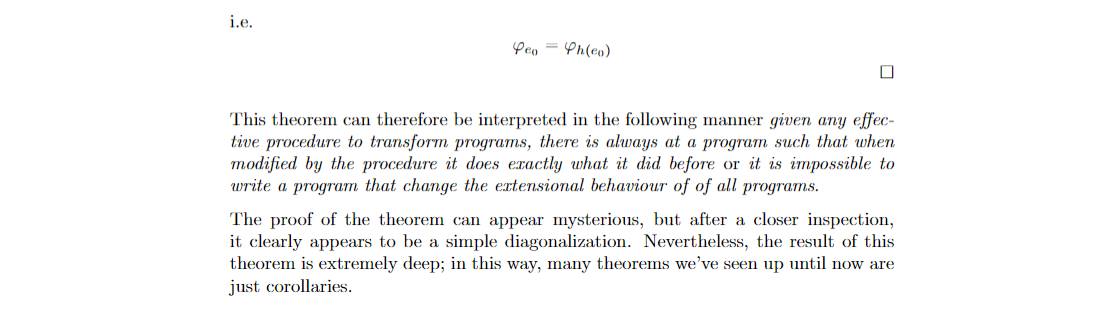 i.e.
φ_{e_0} = φ_{h(e_0)}
□
This theorem can therefore be interpreted in the following manner given any effec-
tive procedure to transform programs, there is always at a program such that when
modified by the procedure it does exactly what it did before or it is impossible to
write a program that change the extensional behaviour of of all programs.
The proof of the theorem can appear mysterious, but after a closer inspection,
it clearly appears to be a simple diagonalization. Nevertheless, the result of this
theorem is extremely deep; in this way, many theorems we've seen up until now are
just corollaries.